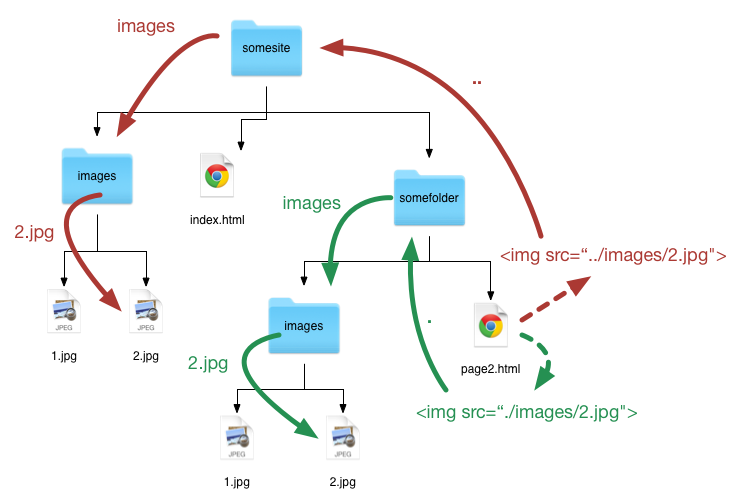 images
somesite
..
images
somefolder
index.html
images
2.jpg
<img src=“../images/2.jpg">
JPEG
JPEG
1.jpg
2.jpg
images
.
2.jpg
page2.html
<img src=“./images/2.jpg">
JPEG
JPEG
1.jpg
2.jpg